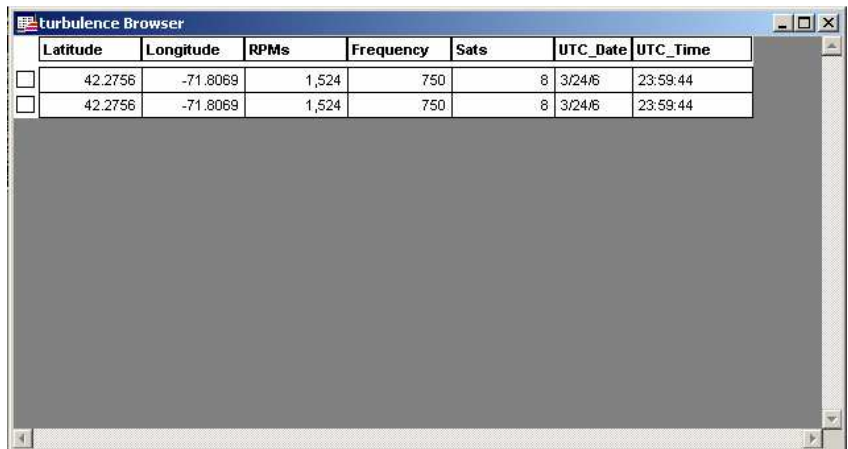 turbulence Browser
Latitude Longitude RPMs Frequency Sats UTC_Date UTC_Time
42.2756 -71.8069 1,524 750 8 3/24/6 23:59:44
42.2756 -71.8069 1,524 750 8 3/24/6 23:59:44